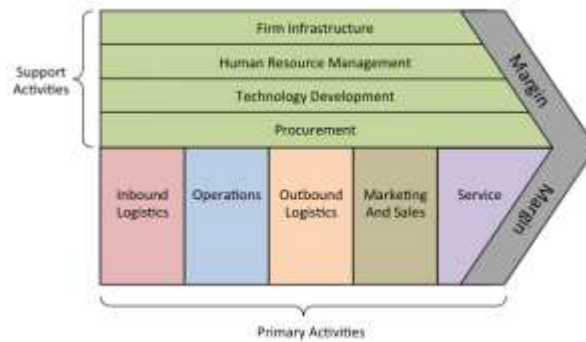 Firm Infrastructure
Human Resource Management
Technology Development
Procurement
Support
Activities
Margin
Inbound
Logistics
Operations
Outbound
Logistics
Marketing
And Sales
Service
Margin
Primary Activities